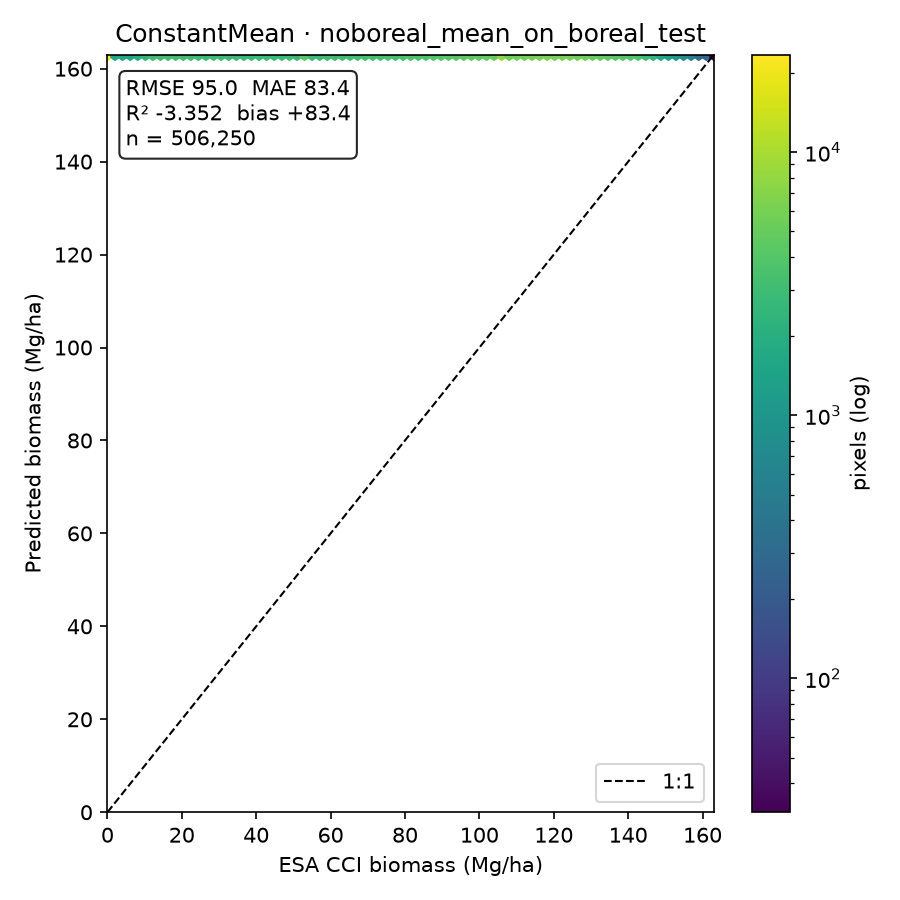 ConstantMean · noboreal_mean_on_boreal_test
RMSE 95.0  MAE 83.4
R² -3.352  bias +83.4
n = 506,250
160
140
120
100
80
60
40
20
0
Predicted biomass (Mg/ha)
0 20 40 60 80 100 120 140 160
ESA CCI biomass (Mg/ha)
1:1
10⁴
10³
10²
pixels (log)